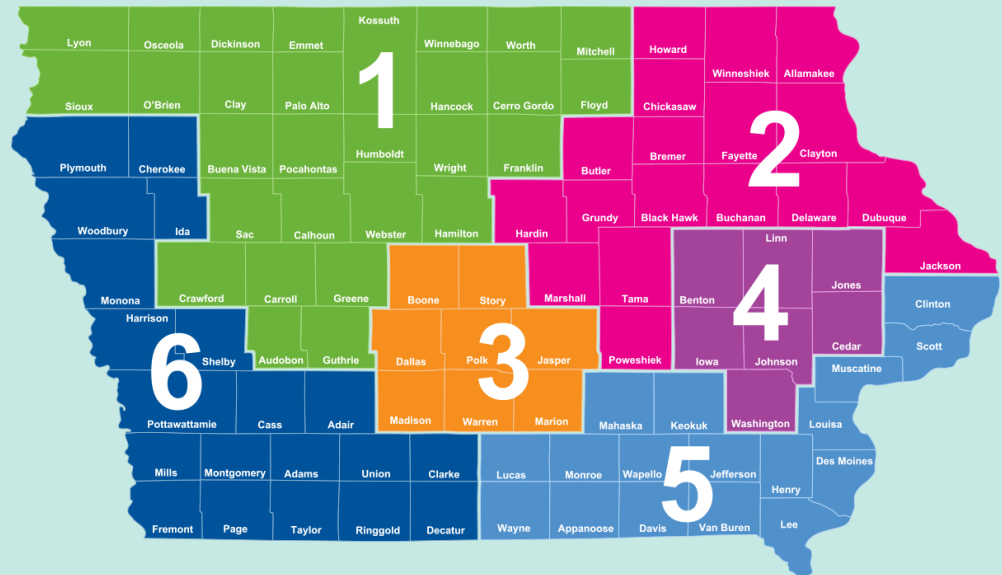 Kossuth
Lyon Osceola Dickinson Emmet Winnebago Worth Mitchell Howard
Winneshiek Allamakee
1
Sioux O'Brien Clay Palo Alto Hancock Cerro Gordo Floyd Chickasaw
2
Humboldt
Plymouth Cherokee Buena Vista Pocahontas Wright Franklin Butler Bremer Fayette Clayton
Woodbury Ida Sac Calhoun Webster Hamilton Hardin Grundy Black Hawk Buchanan Delaware Dubuque
Linn
Jackson
Monona Crawford Carroll Greene Boone Story Marshall Tama Benton Jones
4
Clinton
Harrison
Shelby Audobon Guthrie Dallas Polk Jasper Poweshiek Iowa Johnson Cedar Scott
6
3
Muscatine
Pottawattamie Cass Adair Madison Warren Marion Mahaska Keokuk Washington Louisa
Mills Montgomery Adams Union Clarke Lucas Monroe Wapello Jefferson Des Moines
5
Henry
Fremont Page Taylor Ringgold Decatur Wayne Appanoose Davis Van Buren Lee